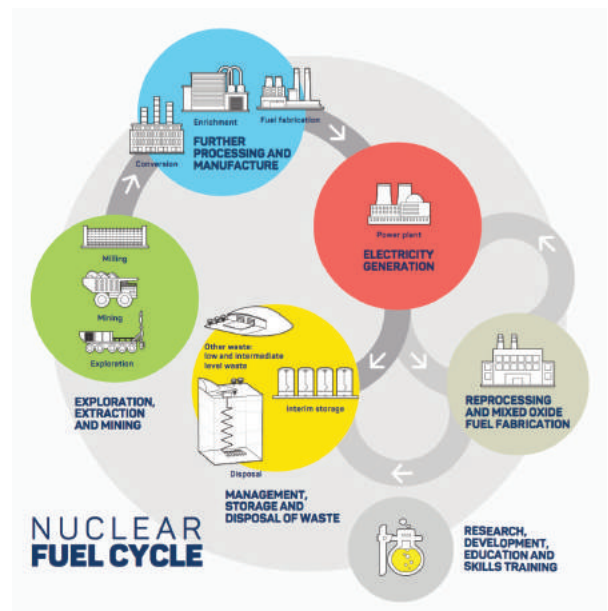 Enrichment
Fuel fabrication
Conversion
FURTHER
PROCESSING AND
MANUFACTURE
Power plant
ELECTRICITY
GENERATION
Milling
Mining
Exploration
EXPLORATION,
EXTRACTION
AND MINING
Other waste:
low and intermediate
level waste
Interim storage
Disposal
MANAGEMENT,
STORAGE AND
DISPOSAL OF WASTE
REPROCESSING
AND MIXED OXIDE
FUEL FABRICATION
RESEARCH,
DEVELOPMENT,
EDUCATION AND
SKILLS TRAINING
NUCLEAR
FUEL CYCLE